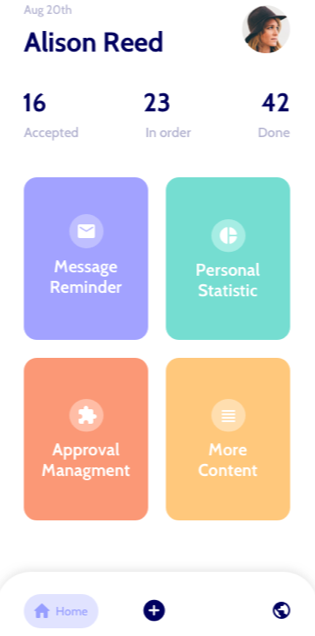 Aug 20th
Alison Reed
16 23 42
Accepted In order Done
Message
Reminder
Personal
Statistic
Approval
Managment
More
Content
Home